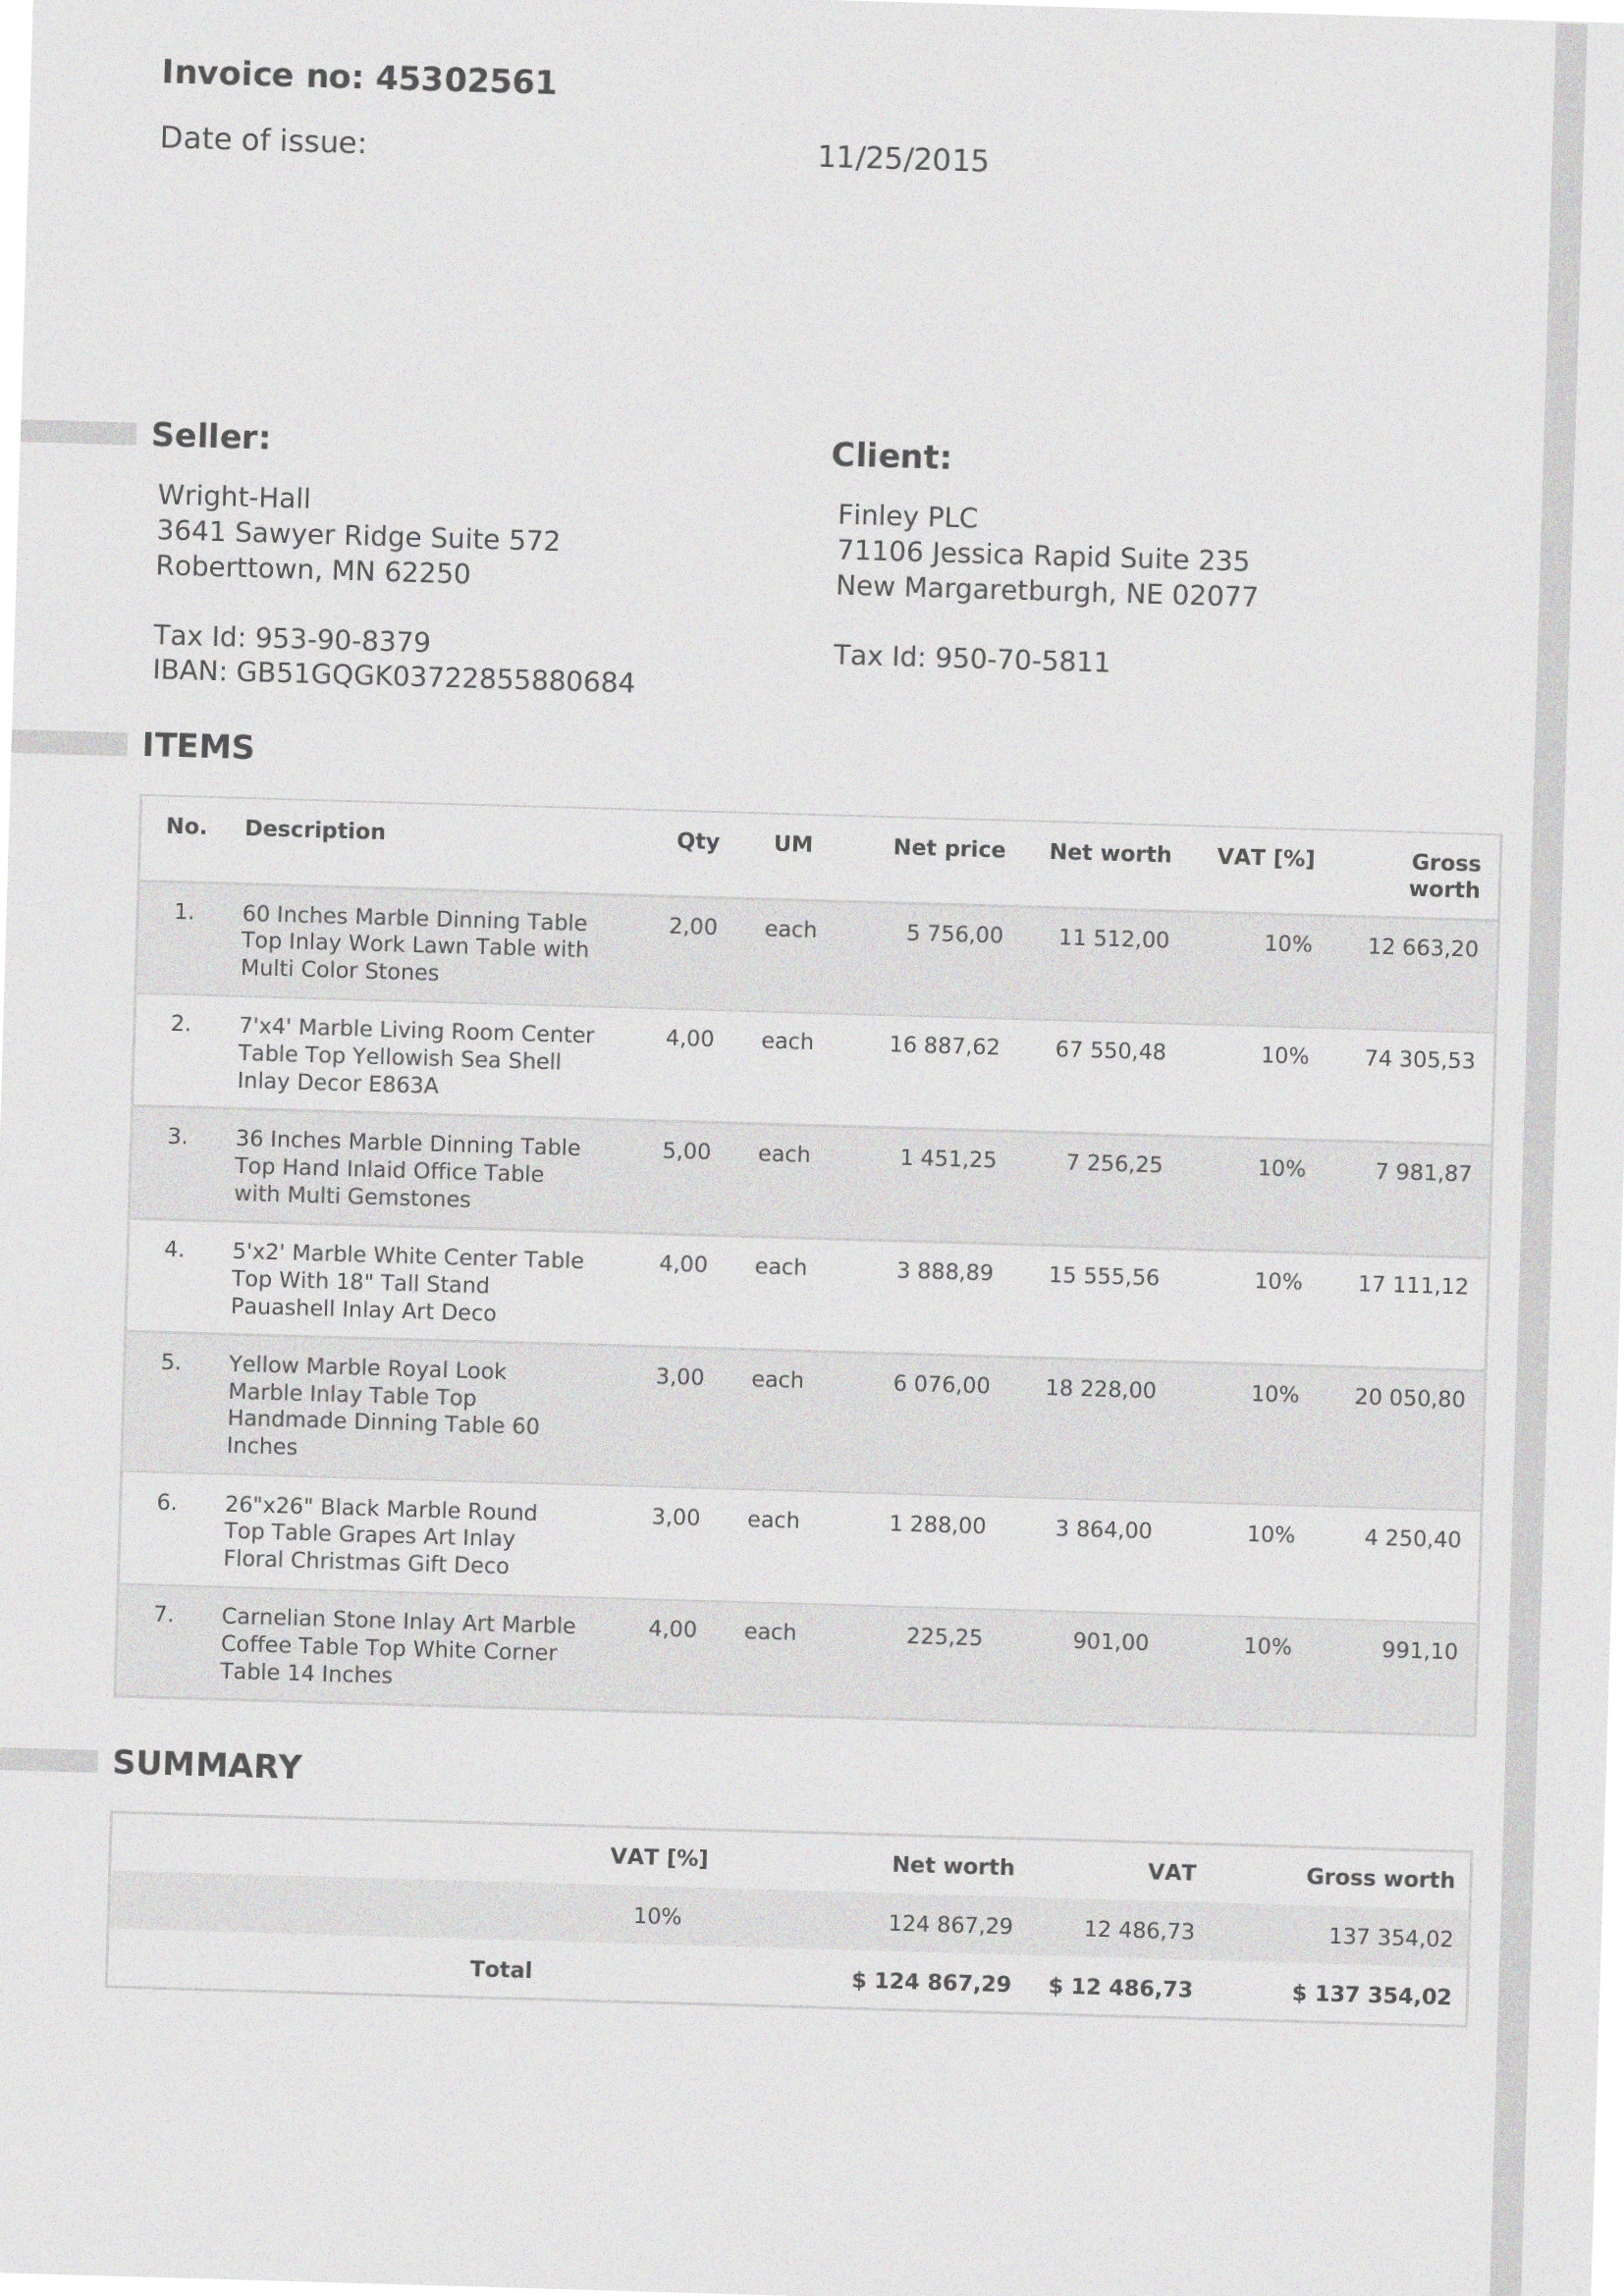 Invoice no: 45302561
Date of issue:
11/25/2015
Seller:
Wright-Hall
3641 Sawyer Ridge Suite 572
Roberttown, MN 62250
Tax Id: 953-90-8379
IBAN: GB51GQGK03722855880684
Client:
Finley PLC
71106 Jessica Rapid Suite 235
New Margaretburgh, NE 02077
Tax Id: 950-70-5811
ITEMS
No. Description Qty UM Net price Net worth VAT [%] Gross worth
1. 60 Inches Marble Dinning Table 2,00 each 5 756,00 11 512,00 10% 12 663,20
Top Inlay Work Lawn Table with
Multi Color Stones
2. 7'x4' Marble Living Room Center 4,00 each 16 887,62 67 550,48 10% 74 305,53
Table Top Yellowish Sea Shell
Inlay Decor E863A
3. 36 Inches Marble Dinning Table 5,00 each 1 451,25 7 256,25 10% 7 981,87
Top Hand Inlaid Office Table
with Multi Gemstones
4. 5'x2' Marble White Center Table 4,00 each 3 888,89 15 555,56 10% 17 111,12
Top With 18" Tall Stand
Pauashell Inlay Art Deco
5. Yellow Marble Royal Look 3,00 each 6 076,00 18 228,00 10% 20 050,80
Marble Inlay Table Top
Handmade Dinning Table 60
Inches
6. 26"x26" Black Marble Round 3,00 each 1 288,00 3 864,00 10% 4 250,40
Top Table Grapes Art Inlay
Floral Christmas Gift Deco
7. Carnelian Stone Inlay Art Marble 4,00 each 225,25 901,00 10% 991,10
Coffee Table Top White Corner
Table 14 Inches
SUMMARY
VAT [%] Net worth VAT Gross worth
10% 124 867,29 12 486,73 137 354,02
Total $ 124 867,29 $ 12 486,73 $ 137 354,02